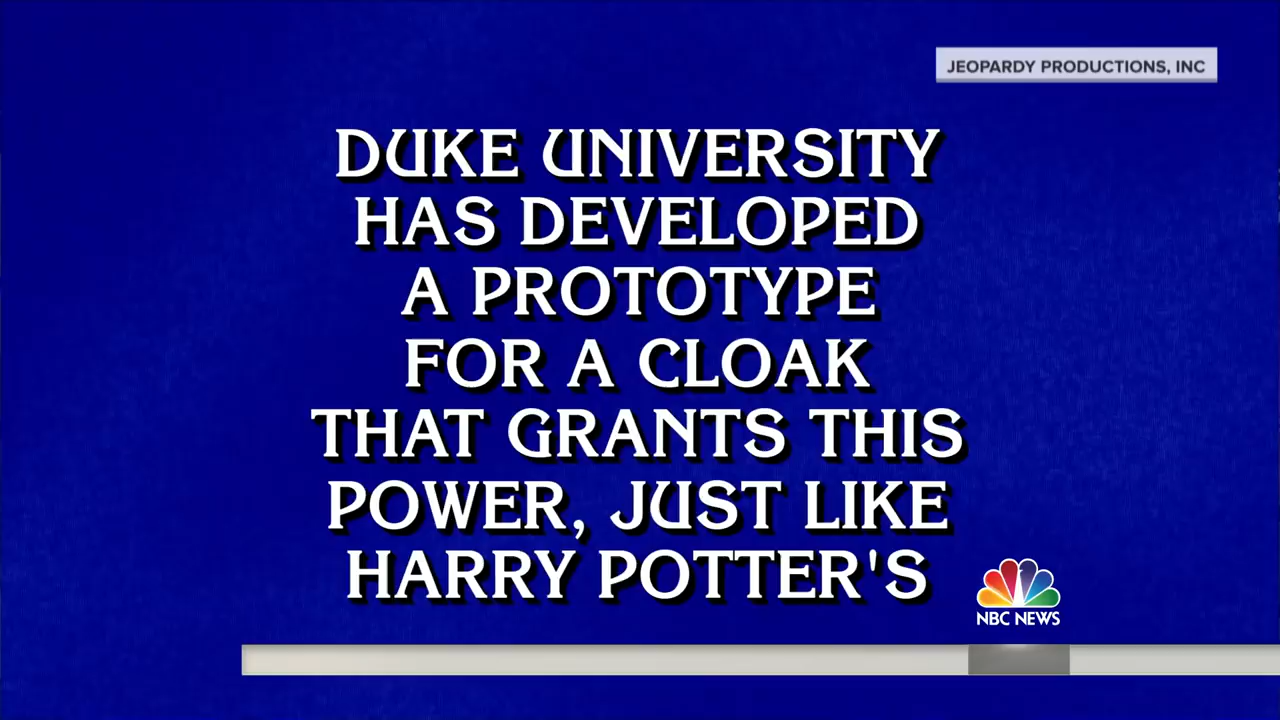 JEOPARDY PRODUCTIONS, INC
DUKE UNIVERSITY
HAS DEVELOPED
A PROTOTYPE
FOR A CLOAK
THAT GRANTS THIS
POWER, JUST LIKE
HARRY POTTER'S
NBC NEWS